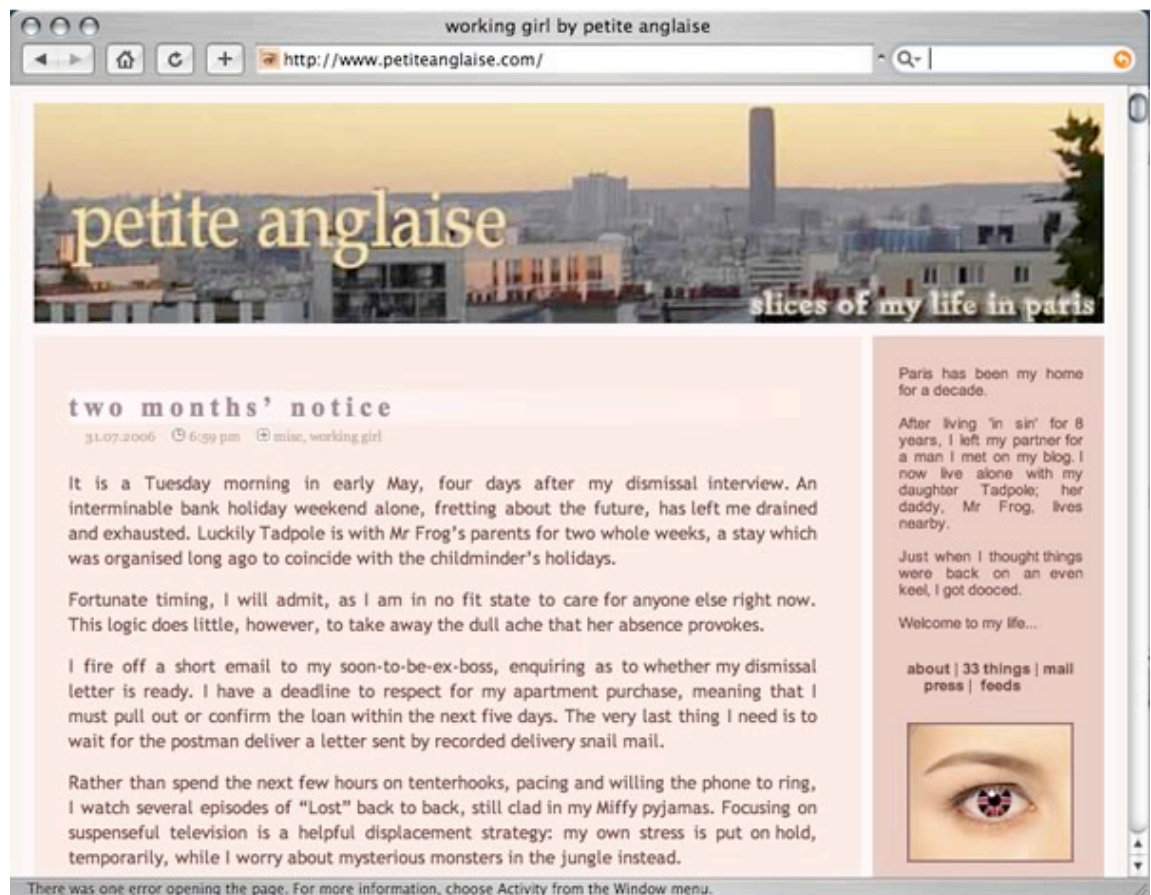 working girl by petite anglaise
http://www.petiteanglaise.com/
petite anglaise
slices of my life in paris
two months' notice
31.07.2006 6:59 pm misc, working girl
It is a Tuesday morning in early May, four days after my dismissal interview. An
interminable bank holiday weekend alone, fretting about the future, has left me drained
and exhausted. Luckily Tadpole is with Mr Frog's parents for two whole weeks, a stay which
was organised long ago to coincide with the childminder's holidays.
Fortunate timing, I will admit, as I am in no fit state to care for anyone else right now.
This logic does little, however, to take away the dull ache that her absence provokes.
I fire off a short email to my soon-to-be-ex-boss, enquiring as to whether my dismissal
letter is ready. I have a deadline to respect for my apartment purchase, meaning that I
must pull out or confirm the loan within the next five days. The very last thing I need is to
wait for the postman deliver a letter sent by recorded delivery snail mail.
Rather than spend the next few hours on tenterhooks, pacing and willing the phone to ring,
I watch several episodes of “Lost” back to back, still clad in my Miffy pyjamas. Focusing on
suspenseful television is a helpful displacement strategy: my own stress is put on hold,
temporarily, while I worry about mysterious monsters in the jungle instead.
Paris has been my home
for a decade.
After living 'in sin' for 8
years, I left my partner for
a man I met on my blog. I
now live alone with my
daughter Tadpole; her
daddy, Mr Frog, lives
nearby.
Just when I thought things
were back on an even
keel, I got dooced.
Welcome to my life...
about | 33 things | mail
press | feeds
There was one error opening the page. For more information, choose Activity from the Window menu.